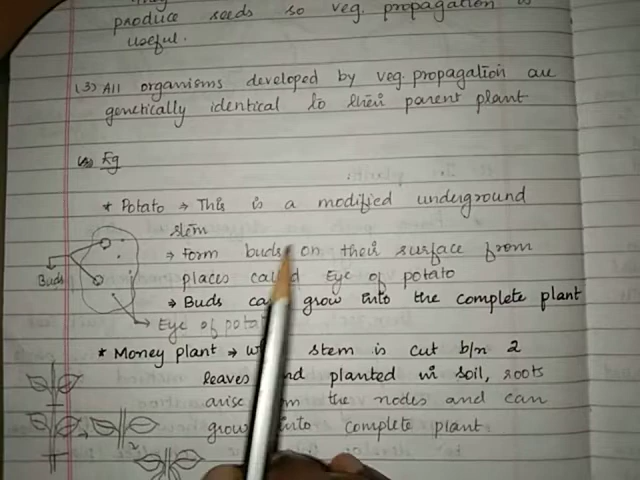 produce seeds so veg. propagation is
useful.
(3) All organisms developed by veg. propagation are
genetically identical to their parent plant
Eg
* Potato → This is a modified underground
stem
→ Form buds on their surface from
places called Eye of potato
Buds
→ Buds can grow into the complete plant
→ Eye of potato
* Money plant → stem is cut b/n 2
leaves and planted in soil, roots
arise from the nodes and can
grow into complete plant